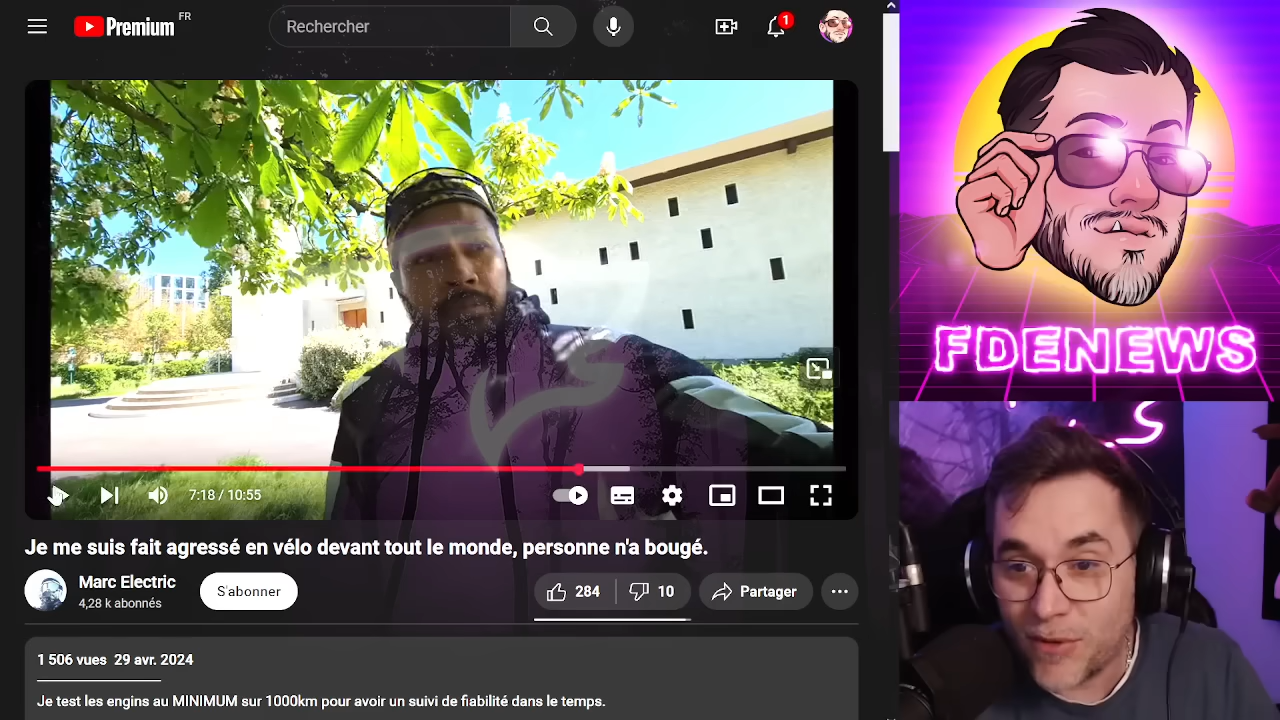 Premium
FR
Rechercher
1
7:18 / 10:55
Je me suis fait agressé en vélo devant tout le monde, personne n'a bougé.
Marc Electric
4,28 k abonnés
S'abonner
284
10
Partager
1 506 vues 29 avr. 2024
Je test les engins au MINIMUM sur 1000km pour avoir un suivi de fiabilité dans le temps.
FDENEWS